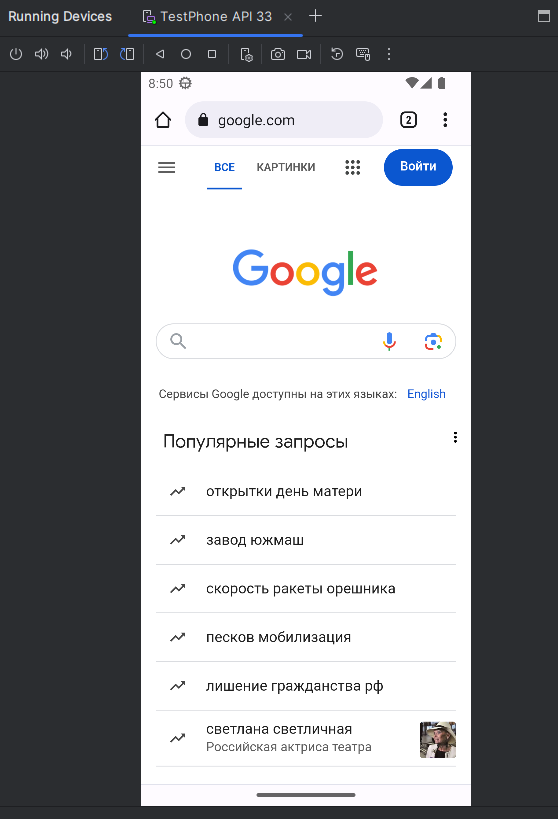 Running Devices
TestPhone API 33
8:50
google.com
2
ВСЕ
КАРТИНКИ
Войти
Google
Сервисы Google доступны на этих языках: English
Популярные запросы
открытки день матери
завод южмаш
скорость ракеты орешника
песков мобилизация
лишение гражданства рф
светлана светличная
Российская актриса театра